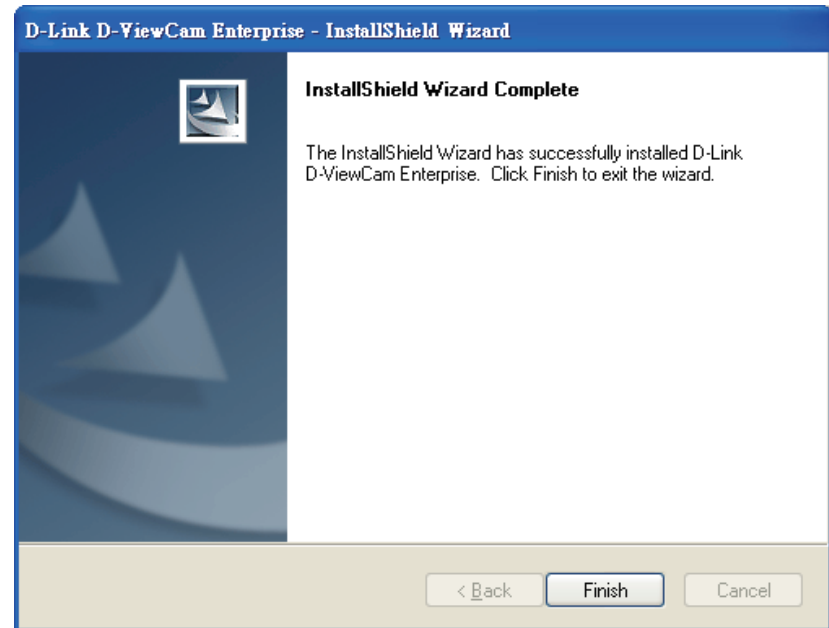 D-Link D-ViewCam Enterprise - InstallShield Wizard
InstallShield Wizard Complete
The InstallShield Wizard has successfully installed D-Link
D-ViewCam Enterprise. Click Finish to exit the wizard.
< Back
Finish
Cancel